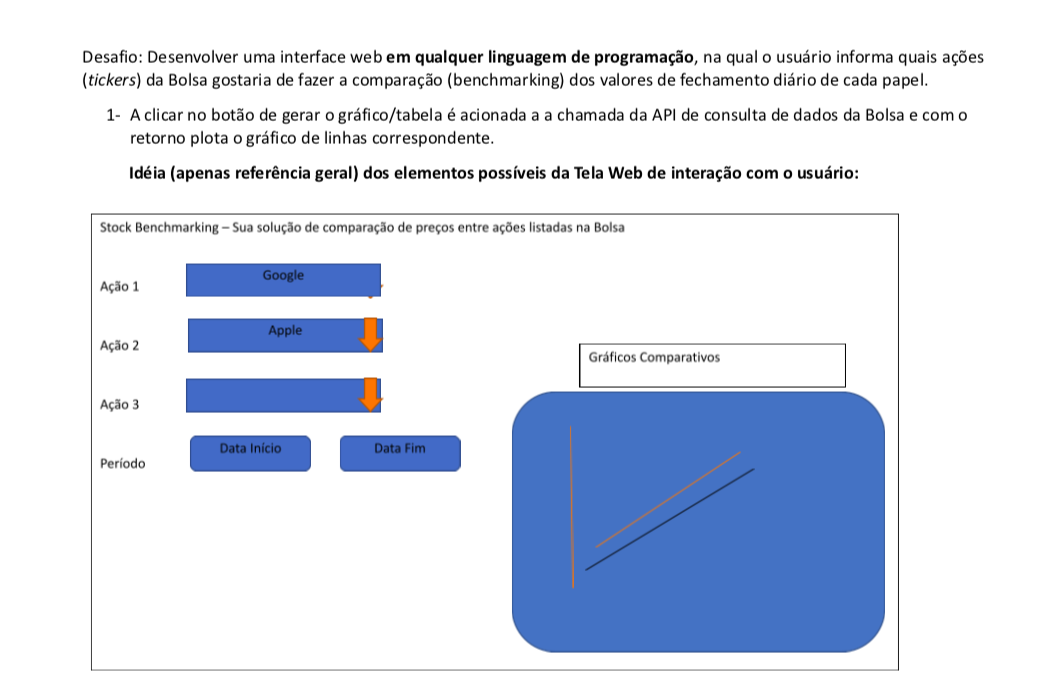 Desafio: Desenvolver uma interface web em qualquer linguagem de programação, na qual o usuário informa quais ações
(tickers) da Bolsa gostaria de fazer a comparação (benchmarking) dos valores de fechamento diário de cada papel.
1- A clicar no botão de gerar o gráfico/tabela é acionada a a chamada da API de consulta de dados da Bolsa e com o
retorno plota o gráfico de linhas correspondente.
Idéia (apenas referência geral) dos elementos possíveis da Tela Web de interação com o usuário:
Stock Benchmarking – Sua solução de comparação de preços entre ações listadas na Bolsa
Ação 1
Google
Ação 2
Apple
Ação 3
Período
Data Início
Data Fim
Gráficos Comparativos